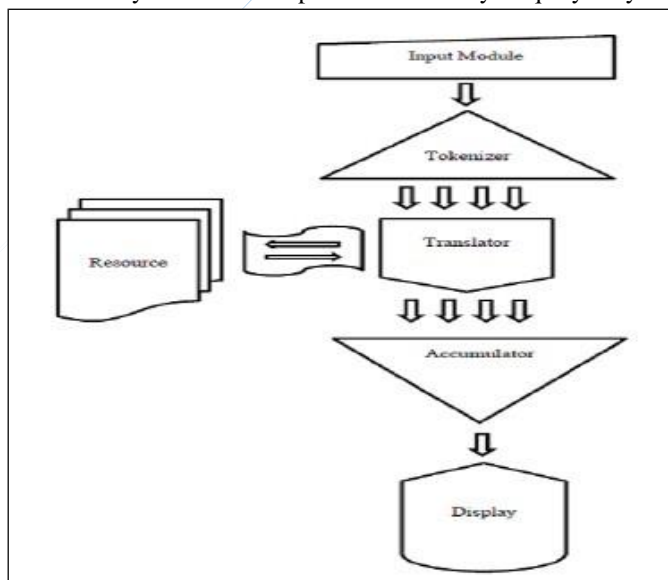 Input Module
Tokenizer
Translator
Resource
Accumulator
Display